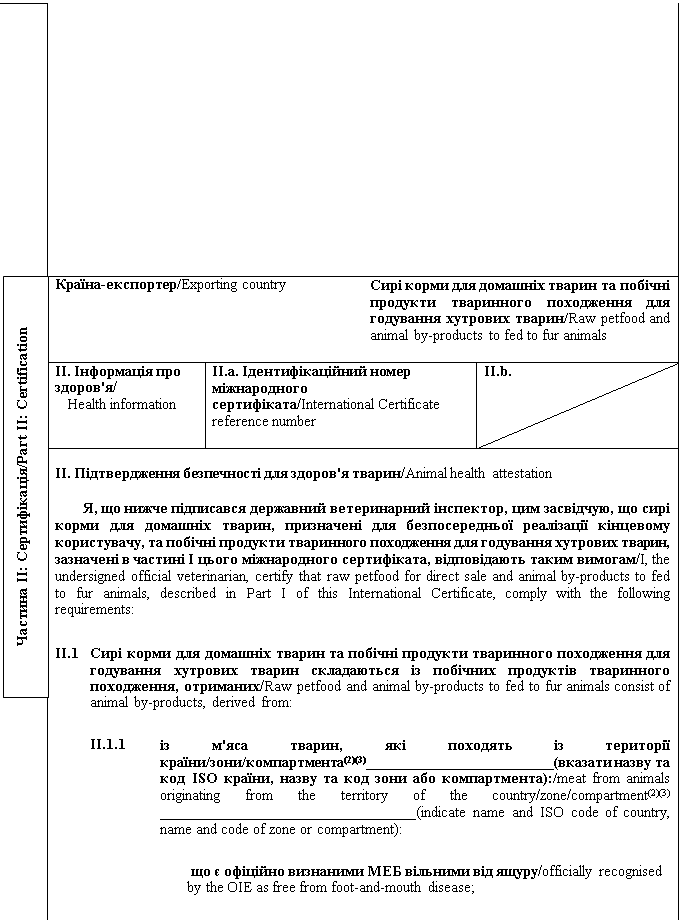 Країна-експортер/Exporting country
Сирі корми для домашніх тварин та побічні
продукти тваринного походження для
годування хутрових тварин/Raw petfood and
animal by-products to fed to fur animals
Частина II: Сертифікація/Part II: Certification
II. Інформація про
здоров'я/
Health information
II.a. Ідентифікаційний номер
міжнародного
сертифіката/International Certificate
reference number
II.b.
II. Підтвердження безпечності для здоров'я тварин/Animal health attestation
Я, що нижче підписався державний ветеринарний інспектор, цим засвідчую, що сирі
корми для домашніх тварин, призначені для безпосередньої реалізації кінцевому
користувачу, та побічні продукти тваринного походження для годування хутрових тварин,
зазначені в частині I цього міжнародного сертифіката, відповідають таким вимогам/I, the
undersigned official veterinarian, certify that raw petfood for direct sale and animal by-products to fed
to fur animals, described in Part I of this International Certificate, comply with the following
requirements:
II.1 Сирі корми для домашніх тварин та побічні продукти тваринного походження для
годування хутрових тварин складаються із побічних продуктів тваринного
походження, отриманих/Raw petfood and animal by-products to fed to fur animals consist of
animal by-products, derived from:
II.1.1 із м'яса тварин, які походять із території
країни/зони/компартмента(2)(3)__________________________(вказати назву та
код ISO країни, назву та код зони або компартмента):/meat from animals
originating from the territory of the country/zone/compartment(2)(3)
____________________________________(indicate name and ISO code of country,
name and code of zone or compartment):
що є офіційно визнаними МЕБ вільними від ящуру/officially recognised
by the OIE as free from foot-and-mouth disease;